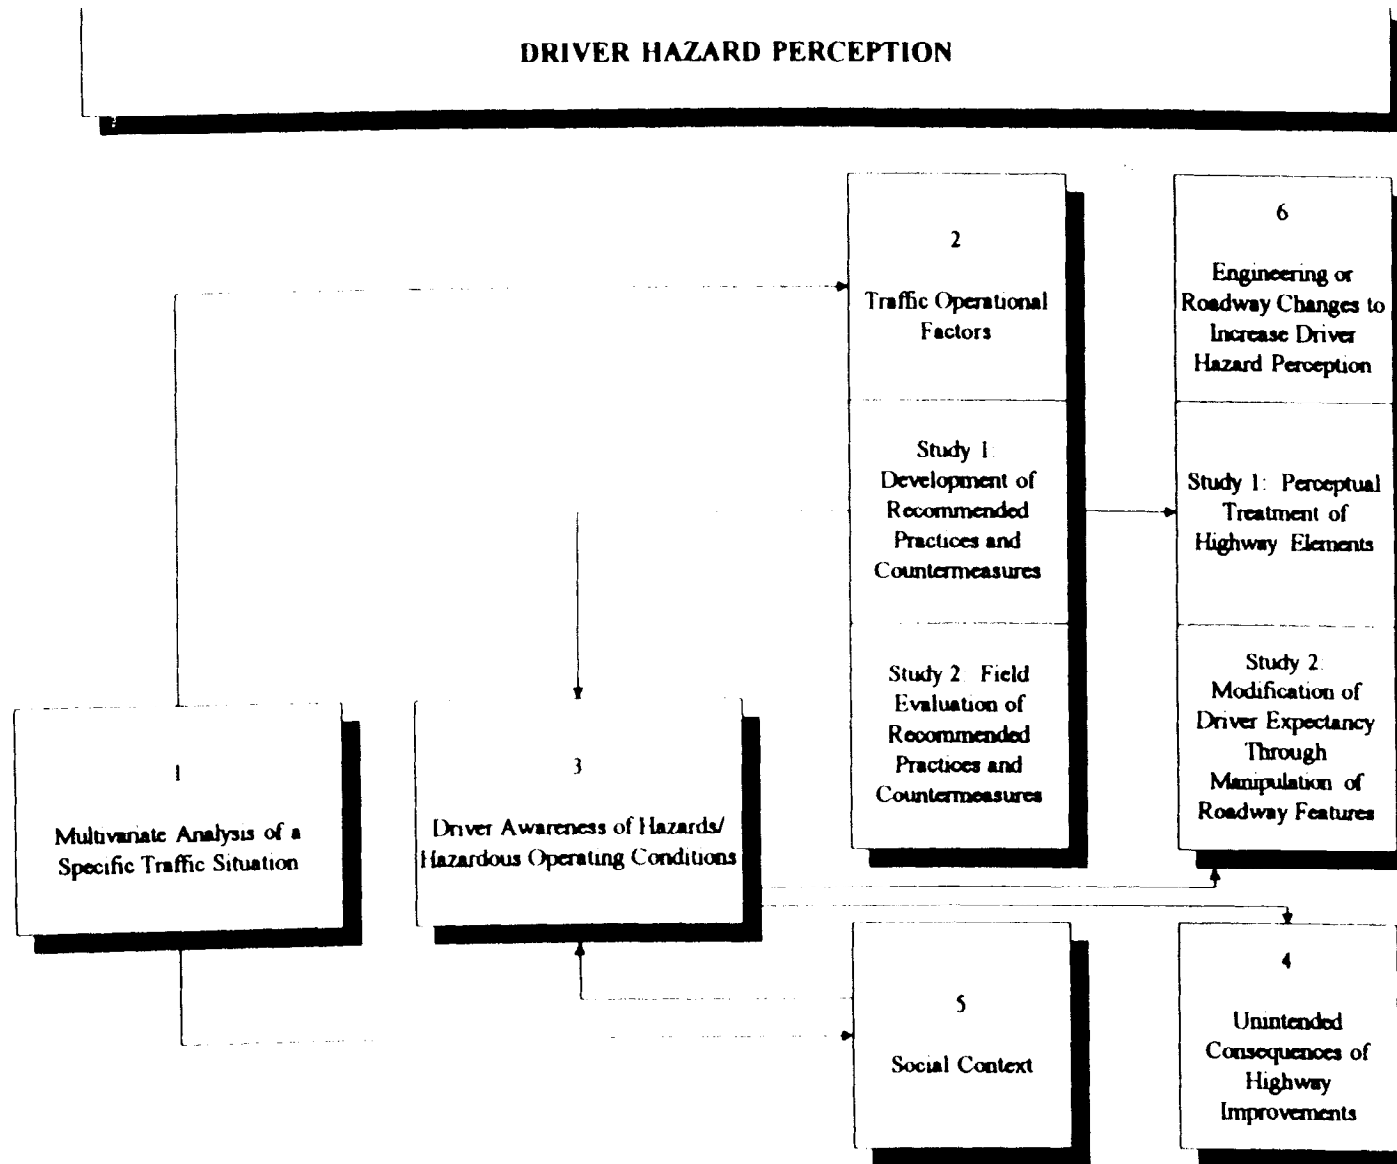 DRIVER HAZARD PERCEPTION
2
Traffic Operational
Factors
Study 1:
Development of
Recommended
Practices and
Countermeasures
Study 2: Field
Evaluation of
Recommended
Practices and
Countermeasures
6
Engineering or
Roadway Changes to
Increase Driver
Hazard Perception
Study 1: Perceptual
Treatment of
Highway Elements
Study 2:
Modification of
Driver Expectancy
Through
Manipulation of
Roadway Features
1
Multivariate Analysis of a
Specific Traffic Situation
3
Driver Awareness of Hazards/
Hazardous Operating Conditions
5
Social Context
4
Unintended
Consequences of
Highway
Improvements